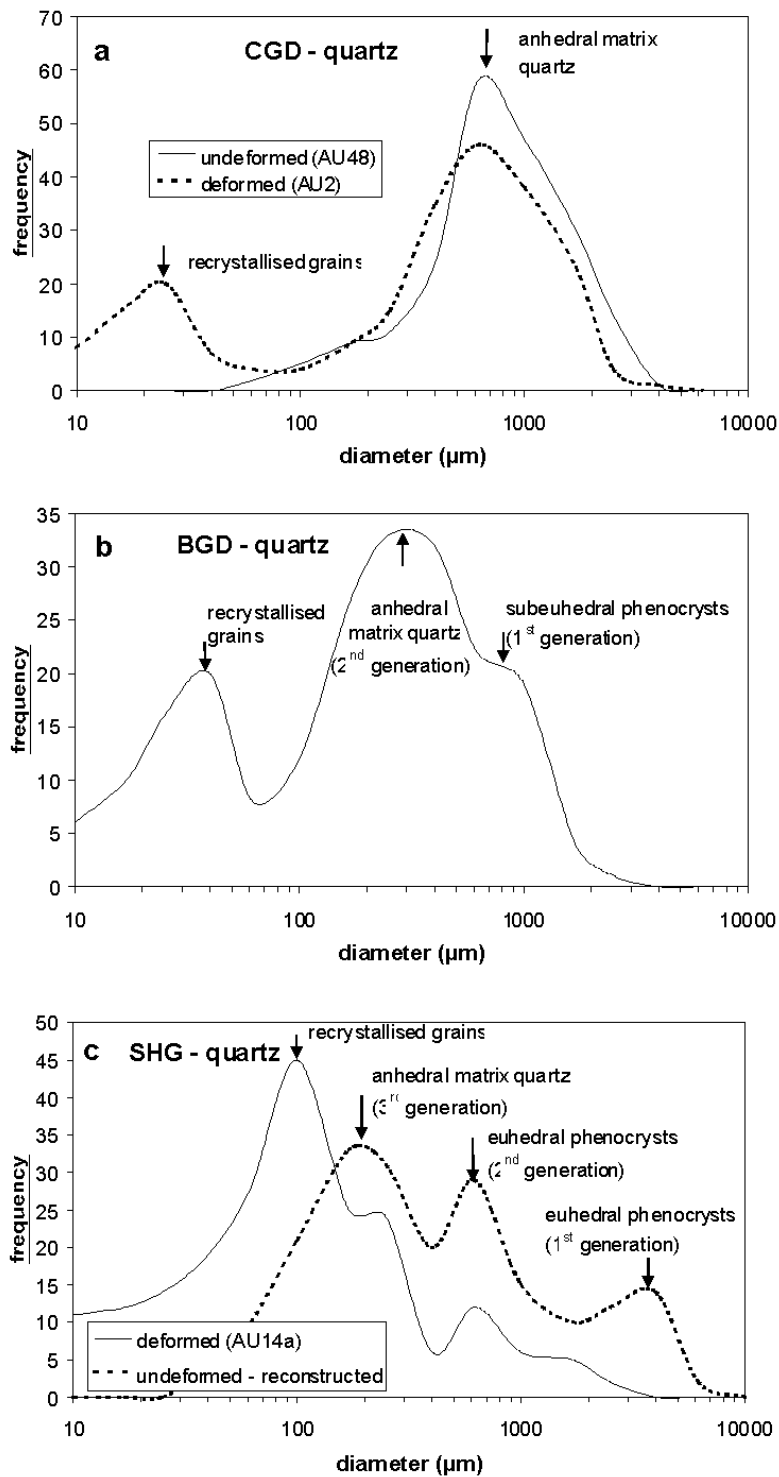 a
CGD - quartz
anhedral matrix
quartz
undeformed (AU48)
deformed (AU2)
recrystallised grains
frequency
70
60
50
40
30
20
10
0
10 100 1000 10000
diameter (µm)
b
BGD - quartz
recrystallised
grains
anhedral
matrix quartz
(2nd generation)
subeuhedral phenocrysts
(1st generation)
frequency
35
30
25
20
15
10
5
0
10 100 1000 10000
diameter (µm)
c
SHG - quartz
recrystallised grains
anhedral matrix quartz
(3rd generation)
euhedral phenocrysts
(2nd generation)
euhedral phenocrysts
(1st generation)
deformed (AU14a)
undeformed - reconstructed
frequency
50
45
40
35
30
25
20
15
10
5
0
10 100 1000 10000
diameter (µm)